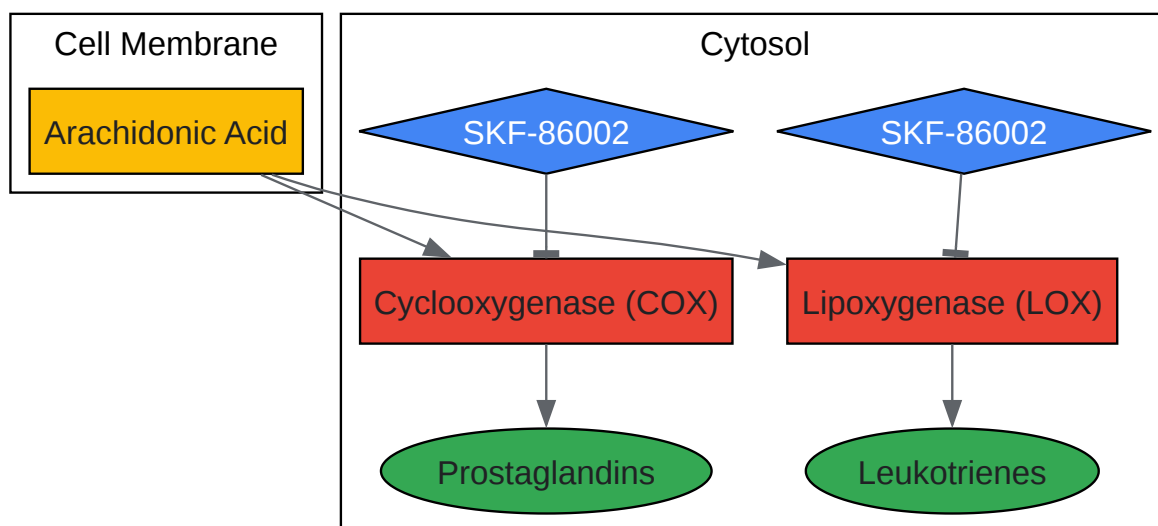 Cell Membrane
Cytosol
Arachidonic Acid
SKF-86002
SKF-86002
Cyclooxygenase (COX)
Lipoxygenase (LOX)
Prostaglandins
Leukotrienes